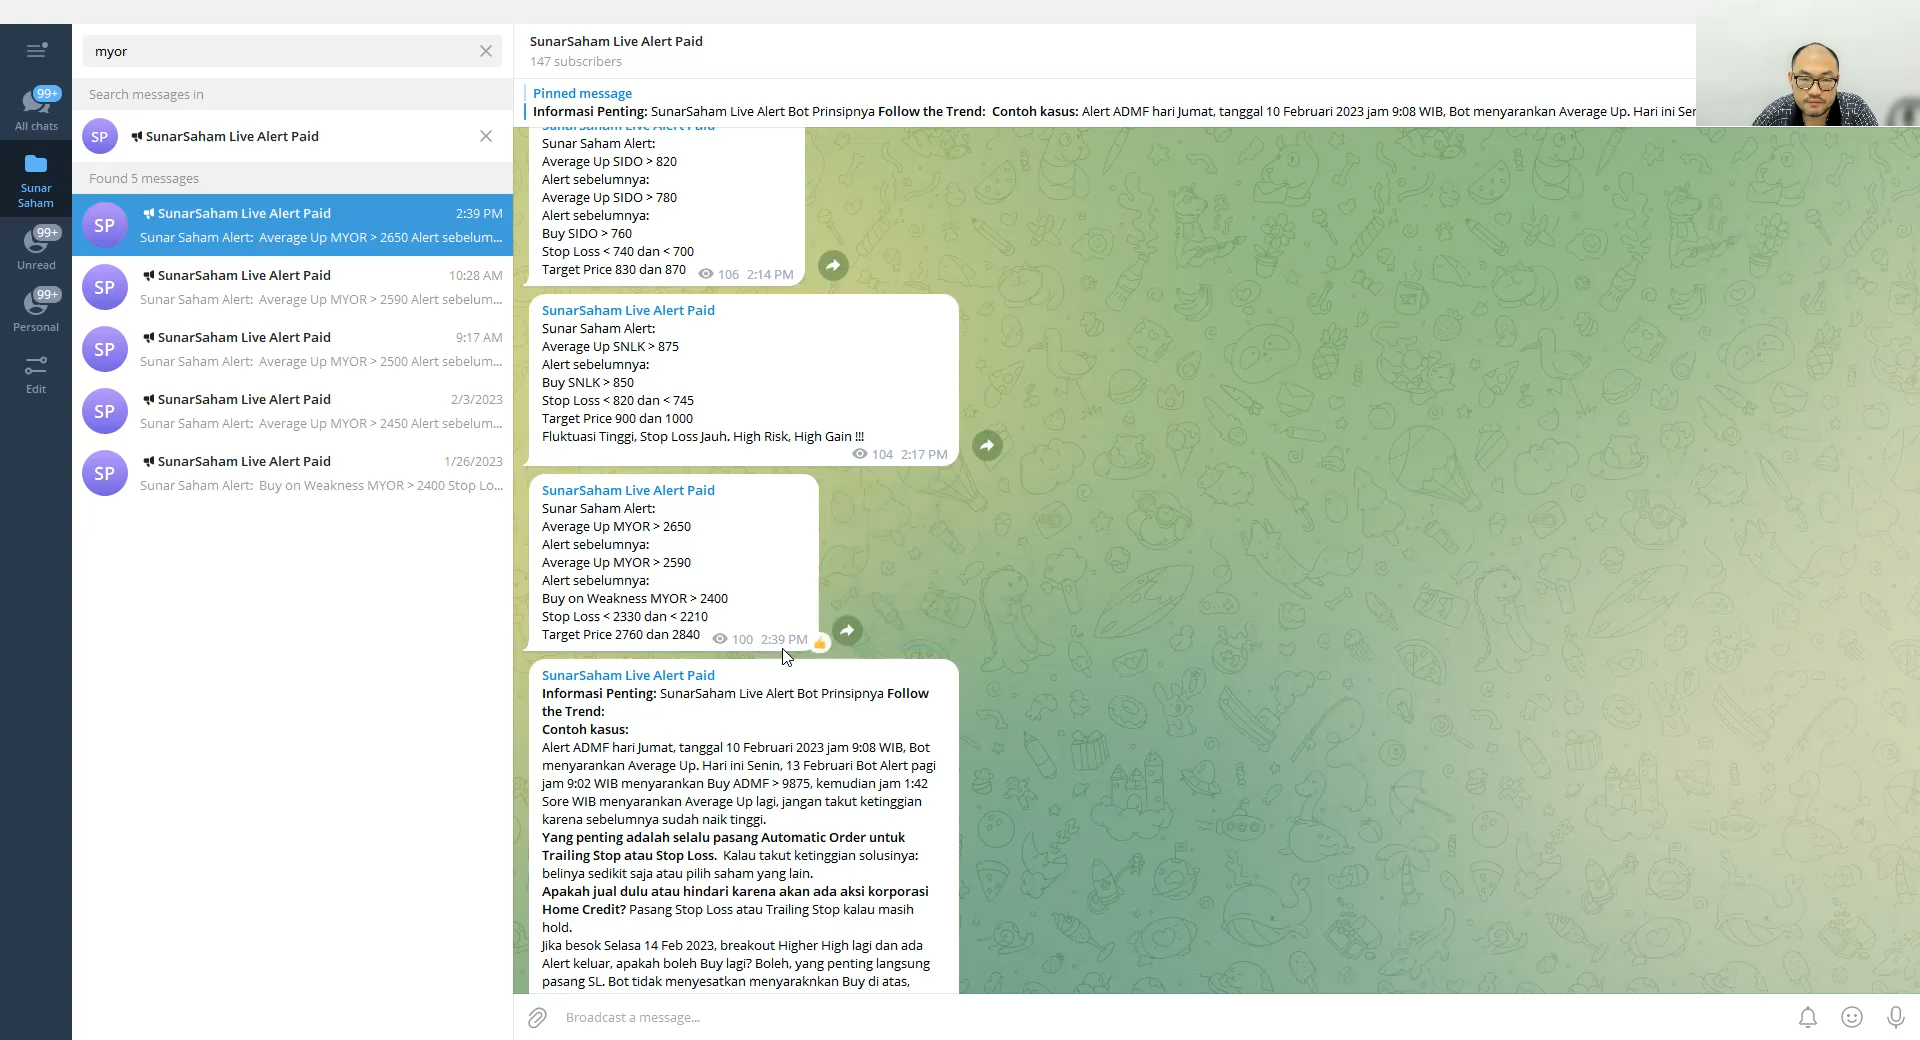 myor
99+
All chats
Sunar
Saham
99+
Unread
99+
Personal
Edit
Search messages in
SP
SunarSaham Live Alert Paid
Found 5 messages
SP
SunarSaham Live Alert Paid 2:39 PM
Sunar Saham Alert: Average Up MYOR > 2650 Alert sebelum...
SP
SunarSaham Live Alert Paid 10:28 AM
Sunar Saham Alert: Average Up MYOR > 2590 Alert sebelum...
SP
SunarSaham Live Alert Paid 9:17 AM
Sunar Saham Alert: Average Up MYOR > 2500 Alert sebelum...
SP
SunarSaham Live Alert Paid 2/3/2023
Sunar Saham Alert: Average Up MYOR > 2450 Alert sebelum...
SP
SunarSaham Live Alert Paid 1/26/2023
Sunar Saham Alert: Buy on Weakness MYOR > 2400 Stop Lo...
SunarSaham Live Alert Paid
147 subscribers
Pinned message
Informasi Penting: SunarSaham Live Alert Bot Prinsipnya Follow the Trend: Contoh kasus: Alert ADMF hari Jumat, tanggal 10 Februari 2023 jam 9:08 WIB, Bot menyarankan Average Up. Hari ini Ser
SunarSaham Live Alert Paid
Sunar Saham Alert:
Average Up SIDO > 820
Alert sebelumnya:
Average Up SIDO > 780
Alert sebelumnya:
Buy SIDO > 760
Stop Loss < 740 dan < 700
Target Price 830 dan 870 106 2:14 PM
SunarSaham Live Alert Paid
Sunar Saham Alert:
Average Up SNLK > 875
Alert sebelumnya:
Buy SNLK > 850
Stop Loss < 820 dan < 745
Target Price 900 dan 1000
Fluktuasi Tinggi, Stop Loss Jauh. High Risk, High Gain !!!
104 2:17 PM
SunarSaham Live Alert Paid
Sunar Saham Alert:
Average Up MYOR > 2650
Alert sebelumnya:
Average Up MYOR > 2590
Alert sebelumnya:
Buy on Weakness MYOR > 2400
Stop Loss < 2330 dan < 2210
Target Price 2760 dan 2840 100 2:39 PM
SunarSaham Live Alert Paid
Informasi Penting: SunarSaham Live Alert Bot Prinsipnya Follow
the Trend:
Contoh kasus:
Alert ADMF hari Jumat, tanggal 10 Februari 2023 jam 9:08 WIB, Bot
menyarankan Average Up. Hari ini Senin, 13 Februari Bot Alert pagi
jam 9:02 WIB menyarankan Buy ADMF > 9875, kemudian jam 1:42
Sore WIB menyarankan Average Up lagi, jangan takut ketinggian
karena sebelumnya sudah naik tinggi.
Yang penting adalah selalu pasang Automatic Order untuk
Trailing Stop atau Stop Loss. Kalau takut ketinggian solusinya:
belinya sedikit saja atau pilih saham yang lain.
Apakah jual dulu atau hindari karena akan ada aksi korporasi
Home Credit? Pasang Stop Loss atau Trailing Stop kalau masih
hold.
Jika besok Selasa 14 Feb 2023, breakout Higher High lagi dan ada
Alert keluar, apakah boleh Buy lagi? Boleh, yang penting langsung
pasang SL. Bot tidak menyesatkan menyaraknkan Buy di atas,
Broadcast a message...